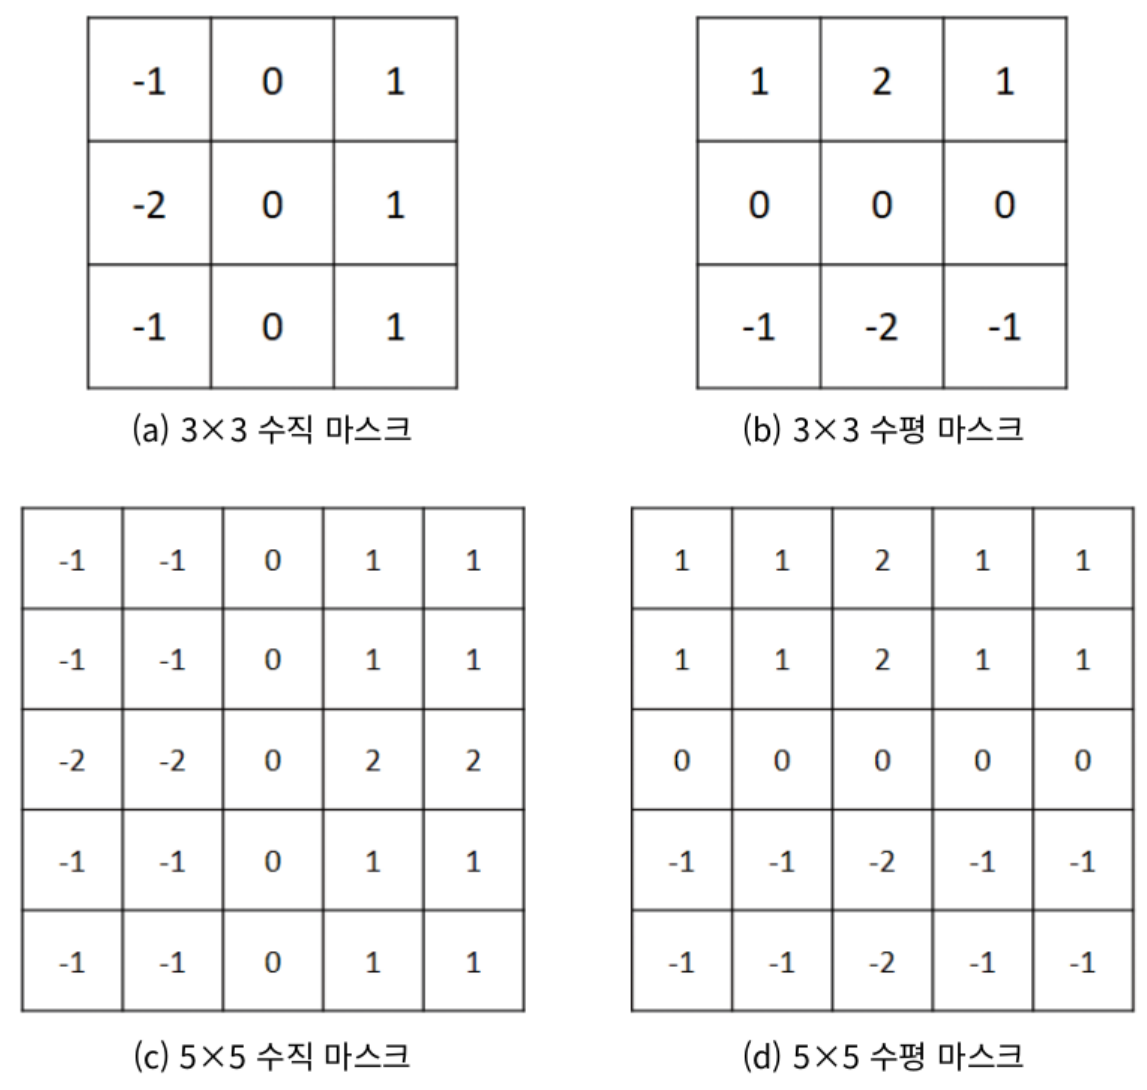 -1 0 1 1 2 1
-2 0 1 0 0 0
-1 0 1 -1 -2 -1
(a) 3×3 수직 마스크 (b) 3×3 수평 마스크
-1 -1 0 1 1 1 1 2 1 1
-1 -1 0 1 1 1 1 2 1 1
-2 -2 0 2 2 0 0 0 0 0
-1 -1 0 1 1 -1 -1 -2 -1 -1
-1 -1 0 1 1 -1 -1 -2 -1 -1
(c) 5×5 수직 마스크 (d) 5×5 수평 마스크